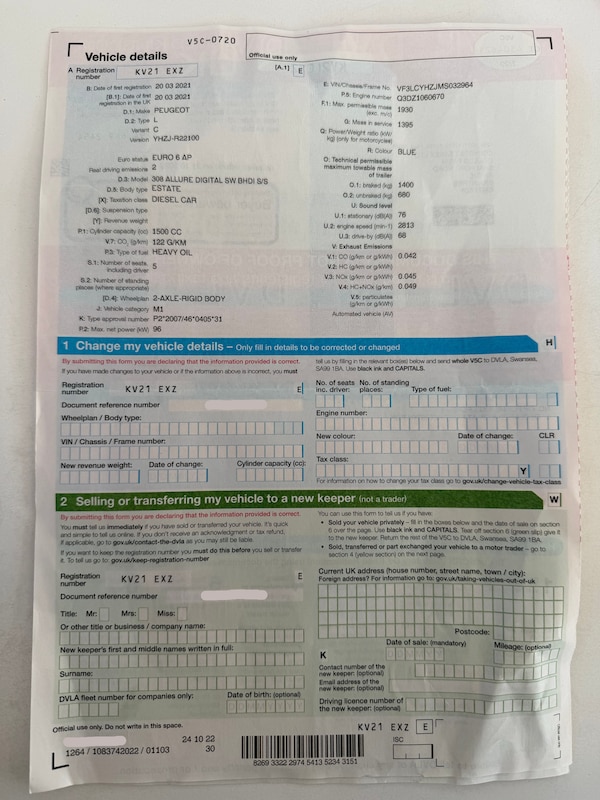 V5C-0720
Official use only
Vehicle details
A Registration number KV21 EXZ [A.1] E
B: Date of first registration 20 03 2021
[B.1]: Date of first registration in the UK 20 03 2021
D.1: Make PEUGEOT
D.2: Type L
Variant C
Version YHZJ-R22100
Euro status EURO 6 AP
Real driving emissions 2
D.3: Model 308 ALLURE DIGITAL SW BHDI S/S
D.5: Body type ESTATE
[X]: Taxation class DIESEL CAR
[D.6]: Suspension type
[Y]: Revenue weight
P.1: Cylinder capacity (cc) 1500 CC
V.7: CO₂ (g/km) 122 G/KM
P.3: Type of fuel HEAVY OIL
S.1: Number of seats, including driver 5
S.2: Number of standing places (where appropriate)
[D.4]: Wheelplan 2-AXLE-RIGID BODY
J: Vehicle category M1
K: Type approval number P2*2007/46*0405*31
P.2: Max. net power (kW) 96
E: VIN/Chassis/Frame No. VF3LCYHZJMS032964
P.5: Engine number Q3DZ1060670
F.1: Max. permissible mass (exc. m/c) 1930
G: Mass in service 1395
Q: Power/Weight ratio (kW/kg) (only for motorcycles)
R: Colour BLUE
O: Technical permissible maximum towable mass of trailer
O.1: braked (kg) 1400
O.2: unbraked (kg) 680
U: Sound level
U.1: stationary (dB(A)) 76
U.2: engine speed (min-1) 2813
U.3: drive-by (dB(A)) 68
V: Exhaust Emissions
V.1: CO (g/km or g/kWh) 0.042
V.2: HC (g/km or g/kWh)
V.3: NOx (g/km or g/kWh) 0.045
V.4: HC+NOx (g/km) 0.049
V.5: particulates (g/km or g/kWh)
Automated vehicle (AV)
1 Change my vehicle details – Only fill in details to be corrected or changed H
By submitting this form you are declaring that the information provided is correct.
If you have made changes to your vehicle or if the information above is incorrect, you must
tell us by filling in the relevant box(es) below and send whole V5C to DVLA, Swansea,
SA99 1BA. Use black ink and CAPITALS.
Registration number KV21 EXZ E
Document reference number
Wheelplan / Body type:
VIN / Chassis / Frame number:
New revenue weight: Date of change: Cylinder capacity (cc):
No. of seats inc. driver: No. of standing places: Type of fuel:
Engine number:
New colour: Date of change: CLR
Tax class:
Y
For information on how to change your tax class go to gov.uk/change-vehicle-tax-class
2 Selling or transferring my vehicle to a new keeper (not a trader) W
By submitting this form you are declaring that the information provided is correct.
You must tell us immediately if you have sold or transferred your vehicle. It's quick
and simple to tell us online. If you don't receive an acknowledgment or tax refund,
if applicable, go to gov.uk/contact-the-dvla as you may still be liable.
If you want to keep the registration number you must do this before you sell or transfer
it. To tell us go to: gov.uk/keep-registration-number
Registration number KV21 EXZ E
Document reference number
Title: Mr: Mrs: Miss:
Or other title or business / company name:
New keeper's first and middle names written in full:
Surname:
DVLA fleet number for companies only: Date of birth: (optional)
You can use this form to tell us if you have:
• Sold your vehicle privately – fill in the boxes below and the date of sale on section
6 over the page. Use black ink and CAPITALS. Tear off section 6 (green slip) give it
to the new keeper. Return the rest of the V5C to DVLA, Swansea, SA99 1BA.
• Sold, transferred or part exchanged your vehicle to a motor trader – go to
section 4 (yellow section) on the next page.
Current UK address (house number, street name, town / city):
Foreign address? For information go to: gov.uk/taking-vehicles-out-of-uk
Postcode:
Date of sale: (mandatory) Mileage: (optional)
K
Contact number of the new keeper: (optional)
Email address of the new keeper: (optional)
Driving licence number of the new keeper: (optional)
Official use only. Do not write in this space.
KV21 EXZ E
24 10 22
1264 / 1083742022 / 01103 30
8269 3322 2974 5413 5234 3151
ISC